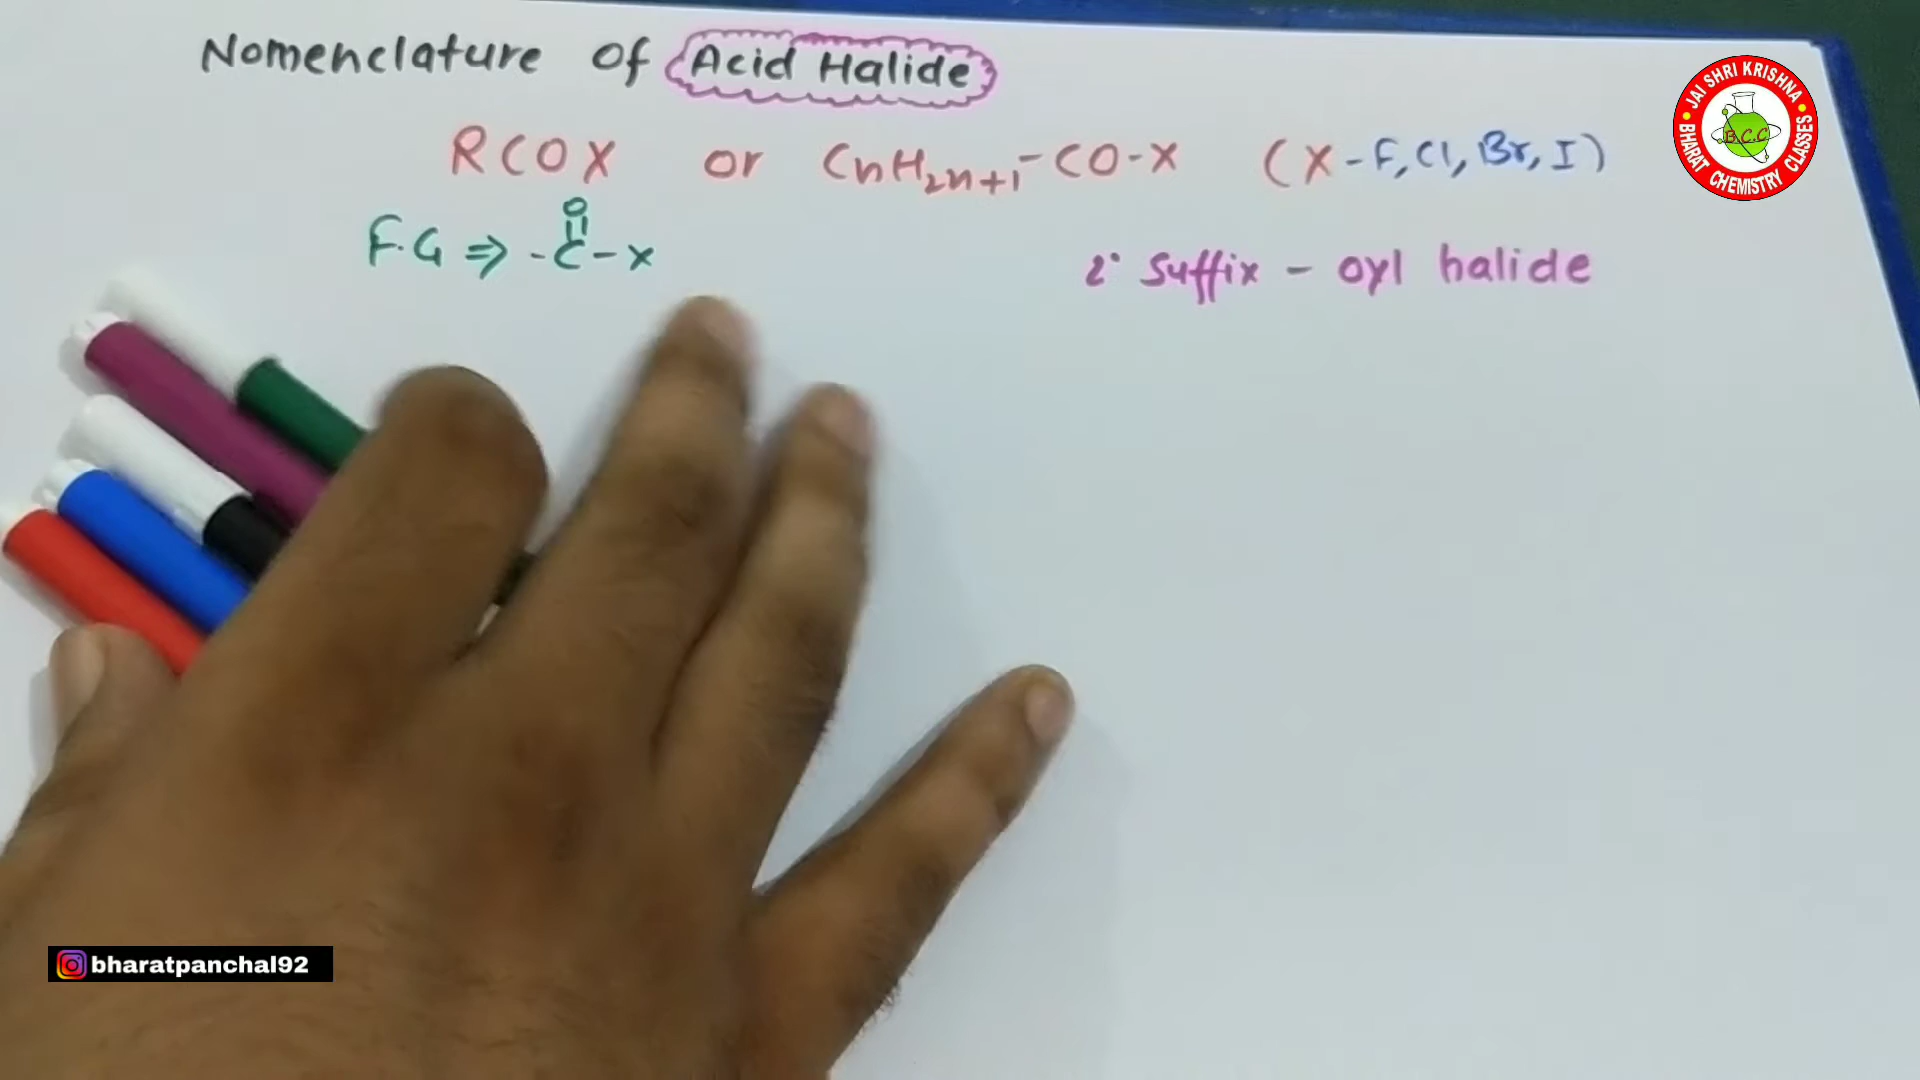 Nomenclature of Acid Halide
RCOX or CnH2n+1-CO-X (X-F, Cl, Br, I)
O
F.G ⇒ -C-X
2° Suffix - oyl halide
JAI SHRI KRISHNA
B.C.C
BHARAT CHEMISTRY CLASSES
bharatpanchal92